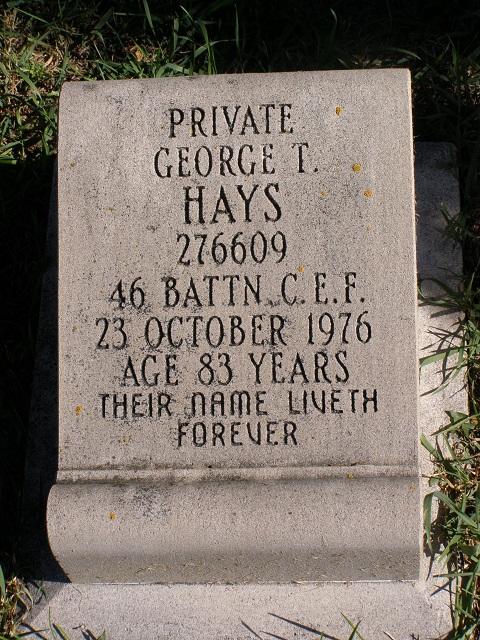 PRIVATE
GEORGE T.
HAYS
276609
46 BATTN. C.E.F.
23 OCTOBER 1976
AGE 83 YEARS
THEIR NAME LIVETH
FOREVER